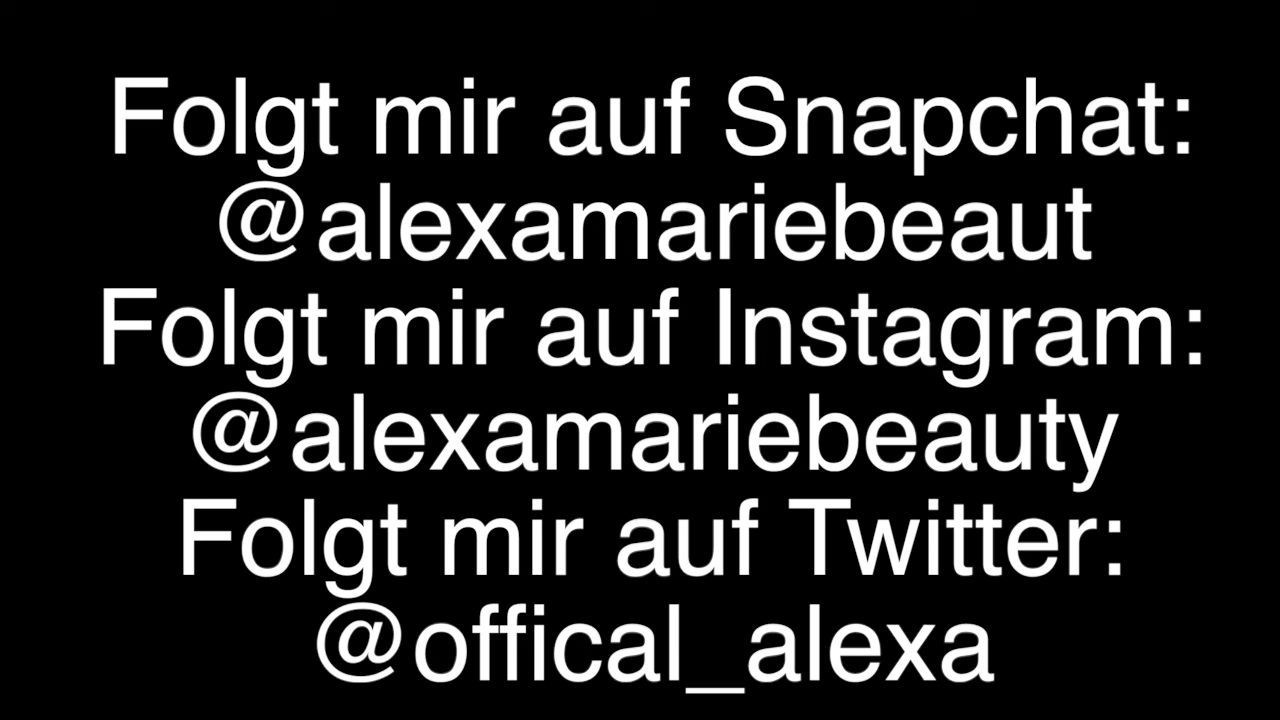 Folgt mir auf Snapchat:
@alexamariebeaut
Folgt mir auf Instagram:
@alexamariebeauty
Folgt mir auf Twitter:
@offical_alexa